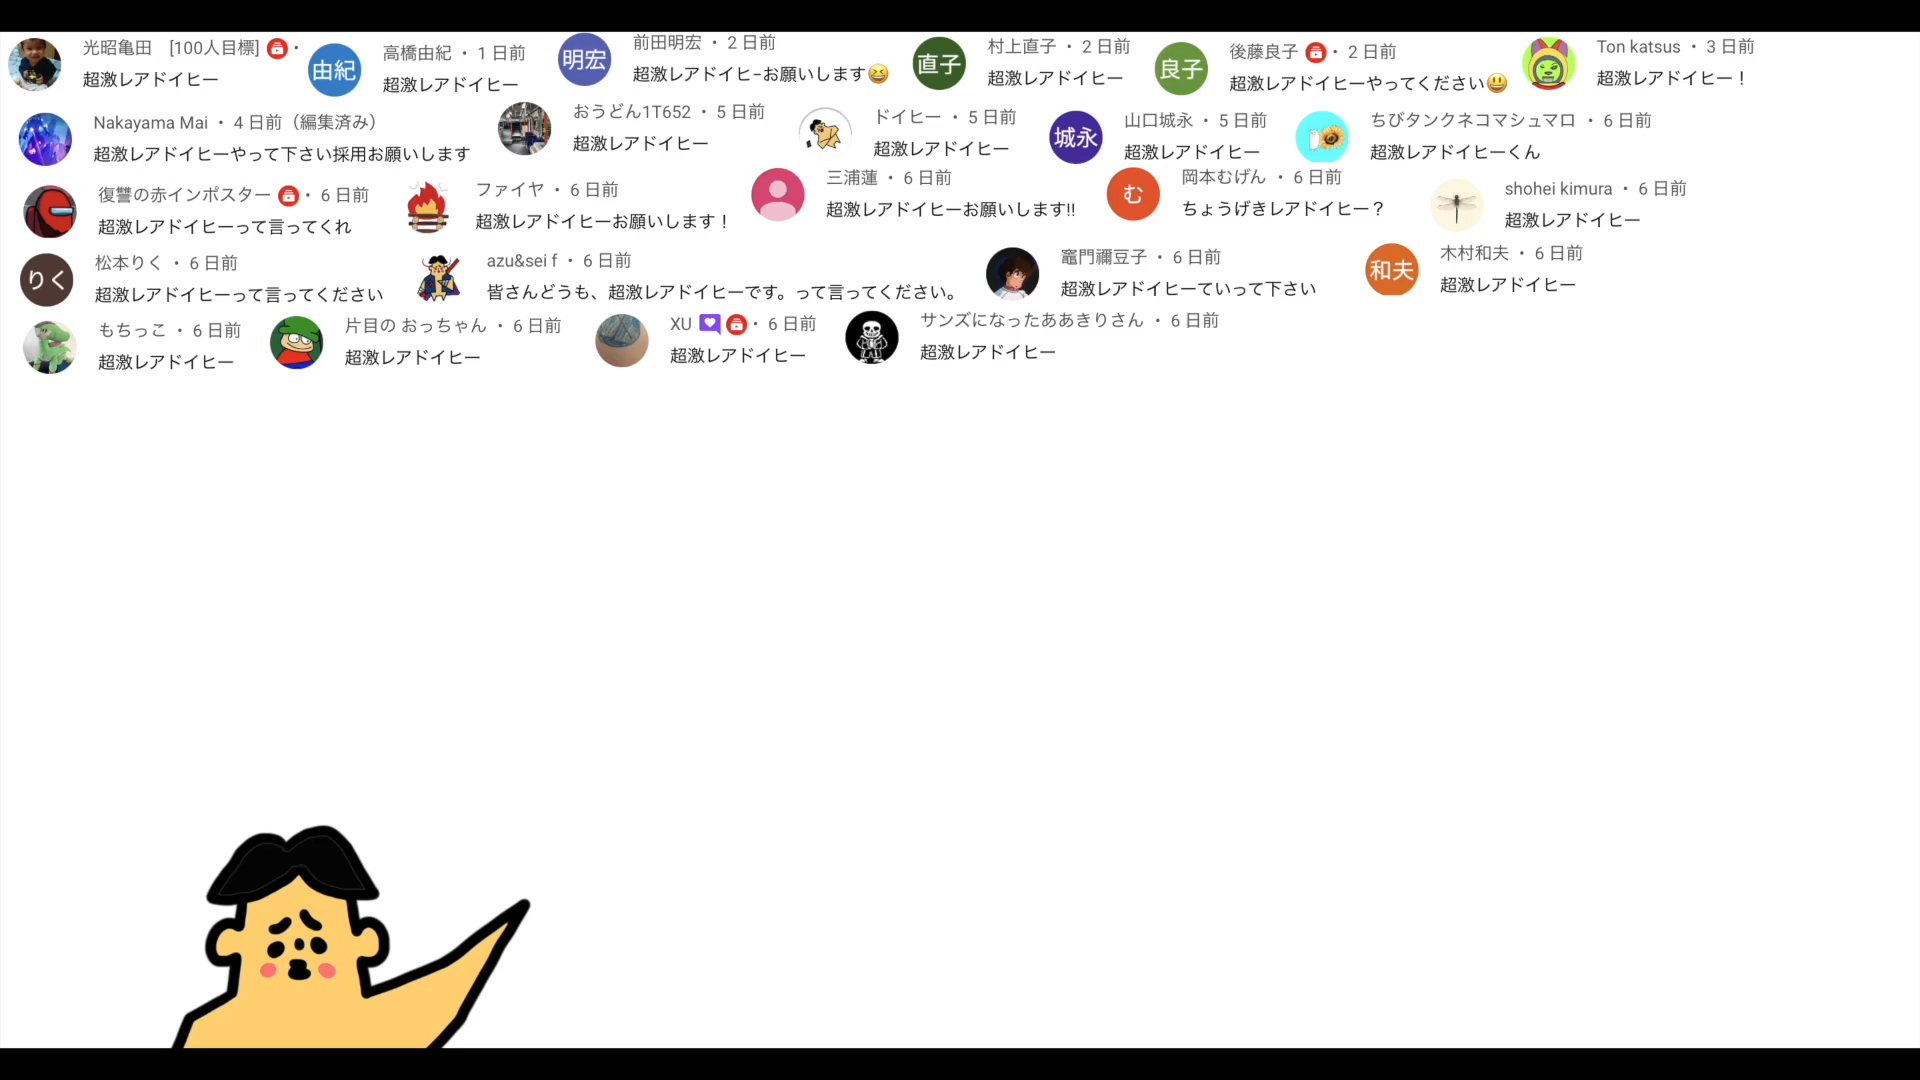 光昭亀田 [100人目標] ・
超激レアドイヒー
由紀
高橋由紀 ・ 1 日前
超激レアドイヒー
明宏
前田明宏 ・ 2 日前
超激レアドイヒ-お願いします😆
直子
村上直子 ・ 2 日前
超激レアドイヒー
良子
後藤良子 ・ 2 日前
超激レアドイヒーやってください😃
Ton katsus ・ 3 日前
超激レアドイヒー！
Nakayama Mai ・ 4 日前（編集済み）
超激レアドイヒーやって下さい採用お願いします
おうどん1T652 ・ 5 日前
超激レアドイヒー
ドイヒー ・ 5 日前
超激レアドイヒー
城永
山口城永 ・ 5 日前
超激レアドイヒー
ちびタンクネコマシュマロ ・ 6 日前
超激レアドイヒーくん
復讐の赤インポスター ・ 6 日前
超激レアドイヒーって言ってくれ
ファイヤ ・ 6 日前
超激レアドイヒーお願いします！
三浦蓮 ・ 6 日前
超激レアドイヒーお願いします!!
む
岡本むげん ・ 6 日前
ちょうげきレアドイヒー？
shohei kimura ・ 6 日前
超激レアドイヒー
りく
松本りく ・ 6 日前
超激レアドイヒーって言ってください
azu&sei f ・ 6 日前
皆さんどうも、超激レアドイヒーです。って言ってください。
竈門禰豆子 ・ 6 日前
超激レアドイヒーていって下さい
和夫
木村和夫 ・ 6 日前
超激レアドイヒー
もちっこ ・ 6 日前
超激レアドイヒー
片目の おっちゃん ・ 6 日前
超激レアドイヒー
XU ・ 6 日前
超激レアドイヒー
サンズになったああきりさん ・ 6 日前
超激レアドイヒー